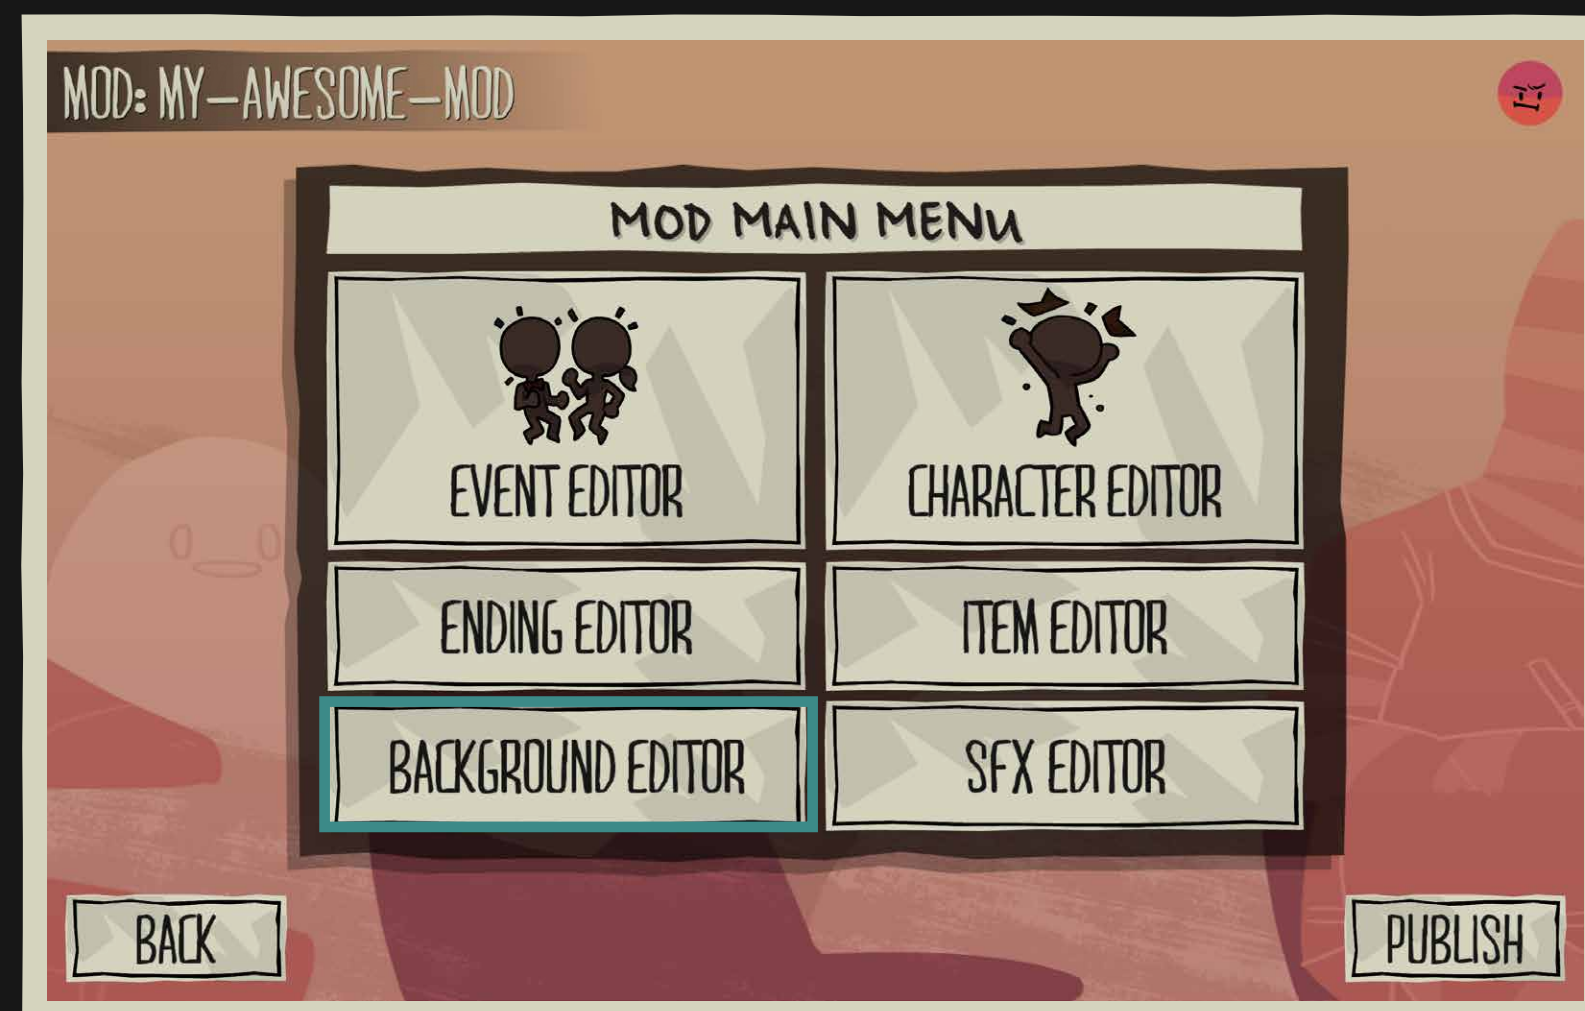 MOD: MY-AWESOME-MOD
MOD MAIN MENU
EVENT EDITOR
CHARACTER EDITOR
ENDING EDITOR
ITEM EDITOR
BACKGROUND EDITOR
SFX EDITOR
BACK
PUBLISH